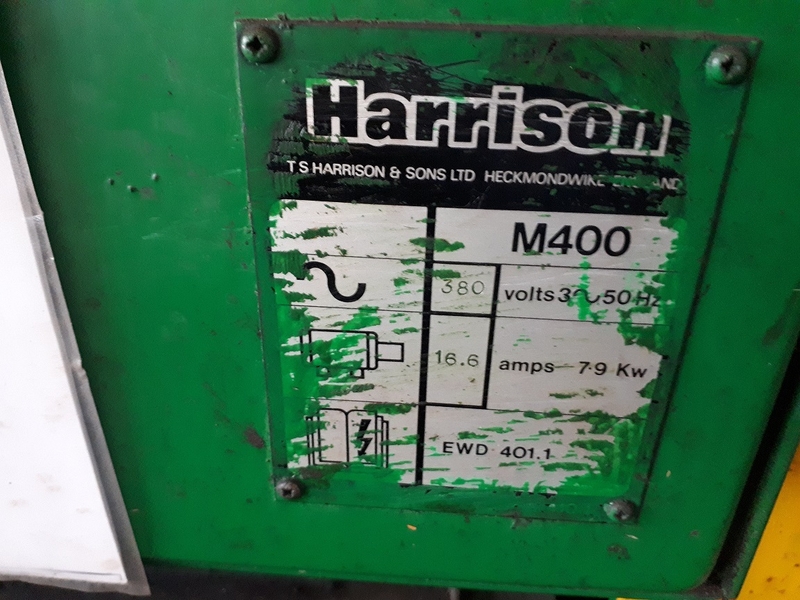 Harrison
T S HARRISON & SONS LTD HECKMONDWIKE
M400
380 volts 3~50 Hz
16.6 amps 7·9 Kw
EWD 401.1